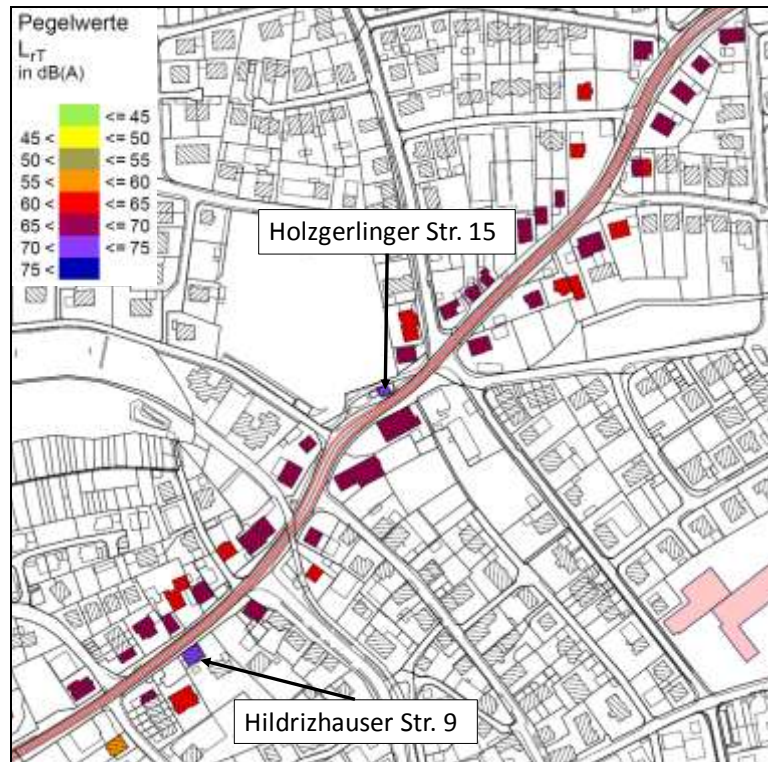 Pegelwerte
LrT
in dB(A)
<= 45
45 < <= 50
50 < <= 55
55 < <= 60
60 < <= 65
65 < <= 70
70 < <= 75
75 <
Holzgerlinger Str. 15
Hildrizhauser Str. 9